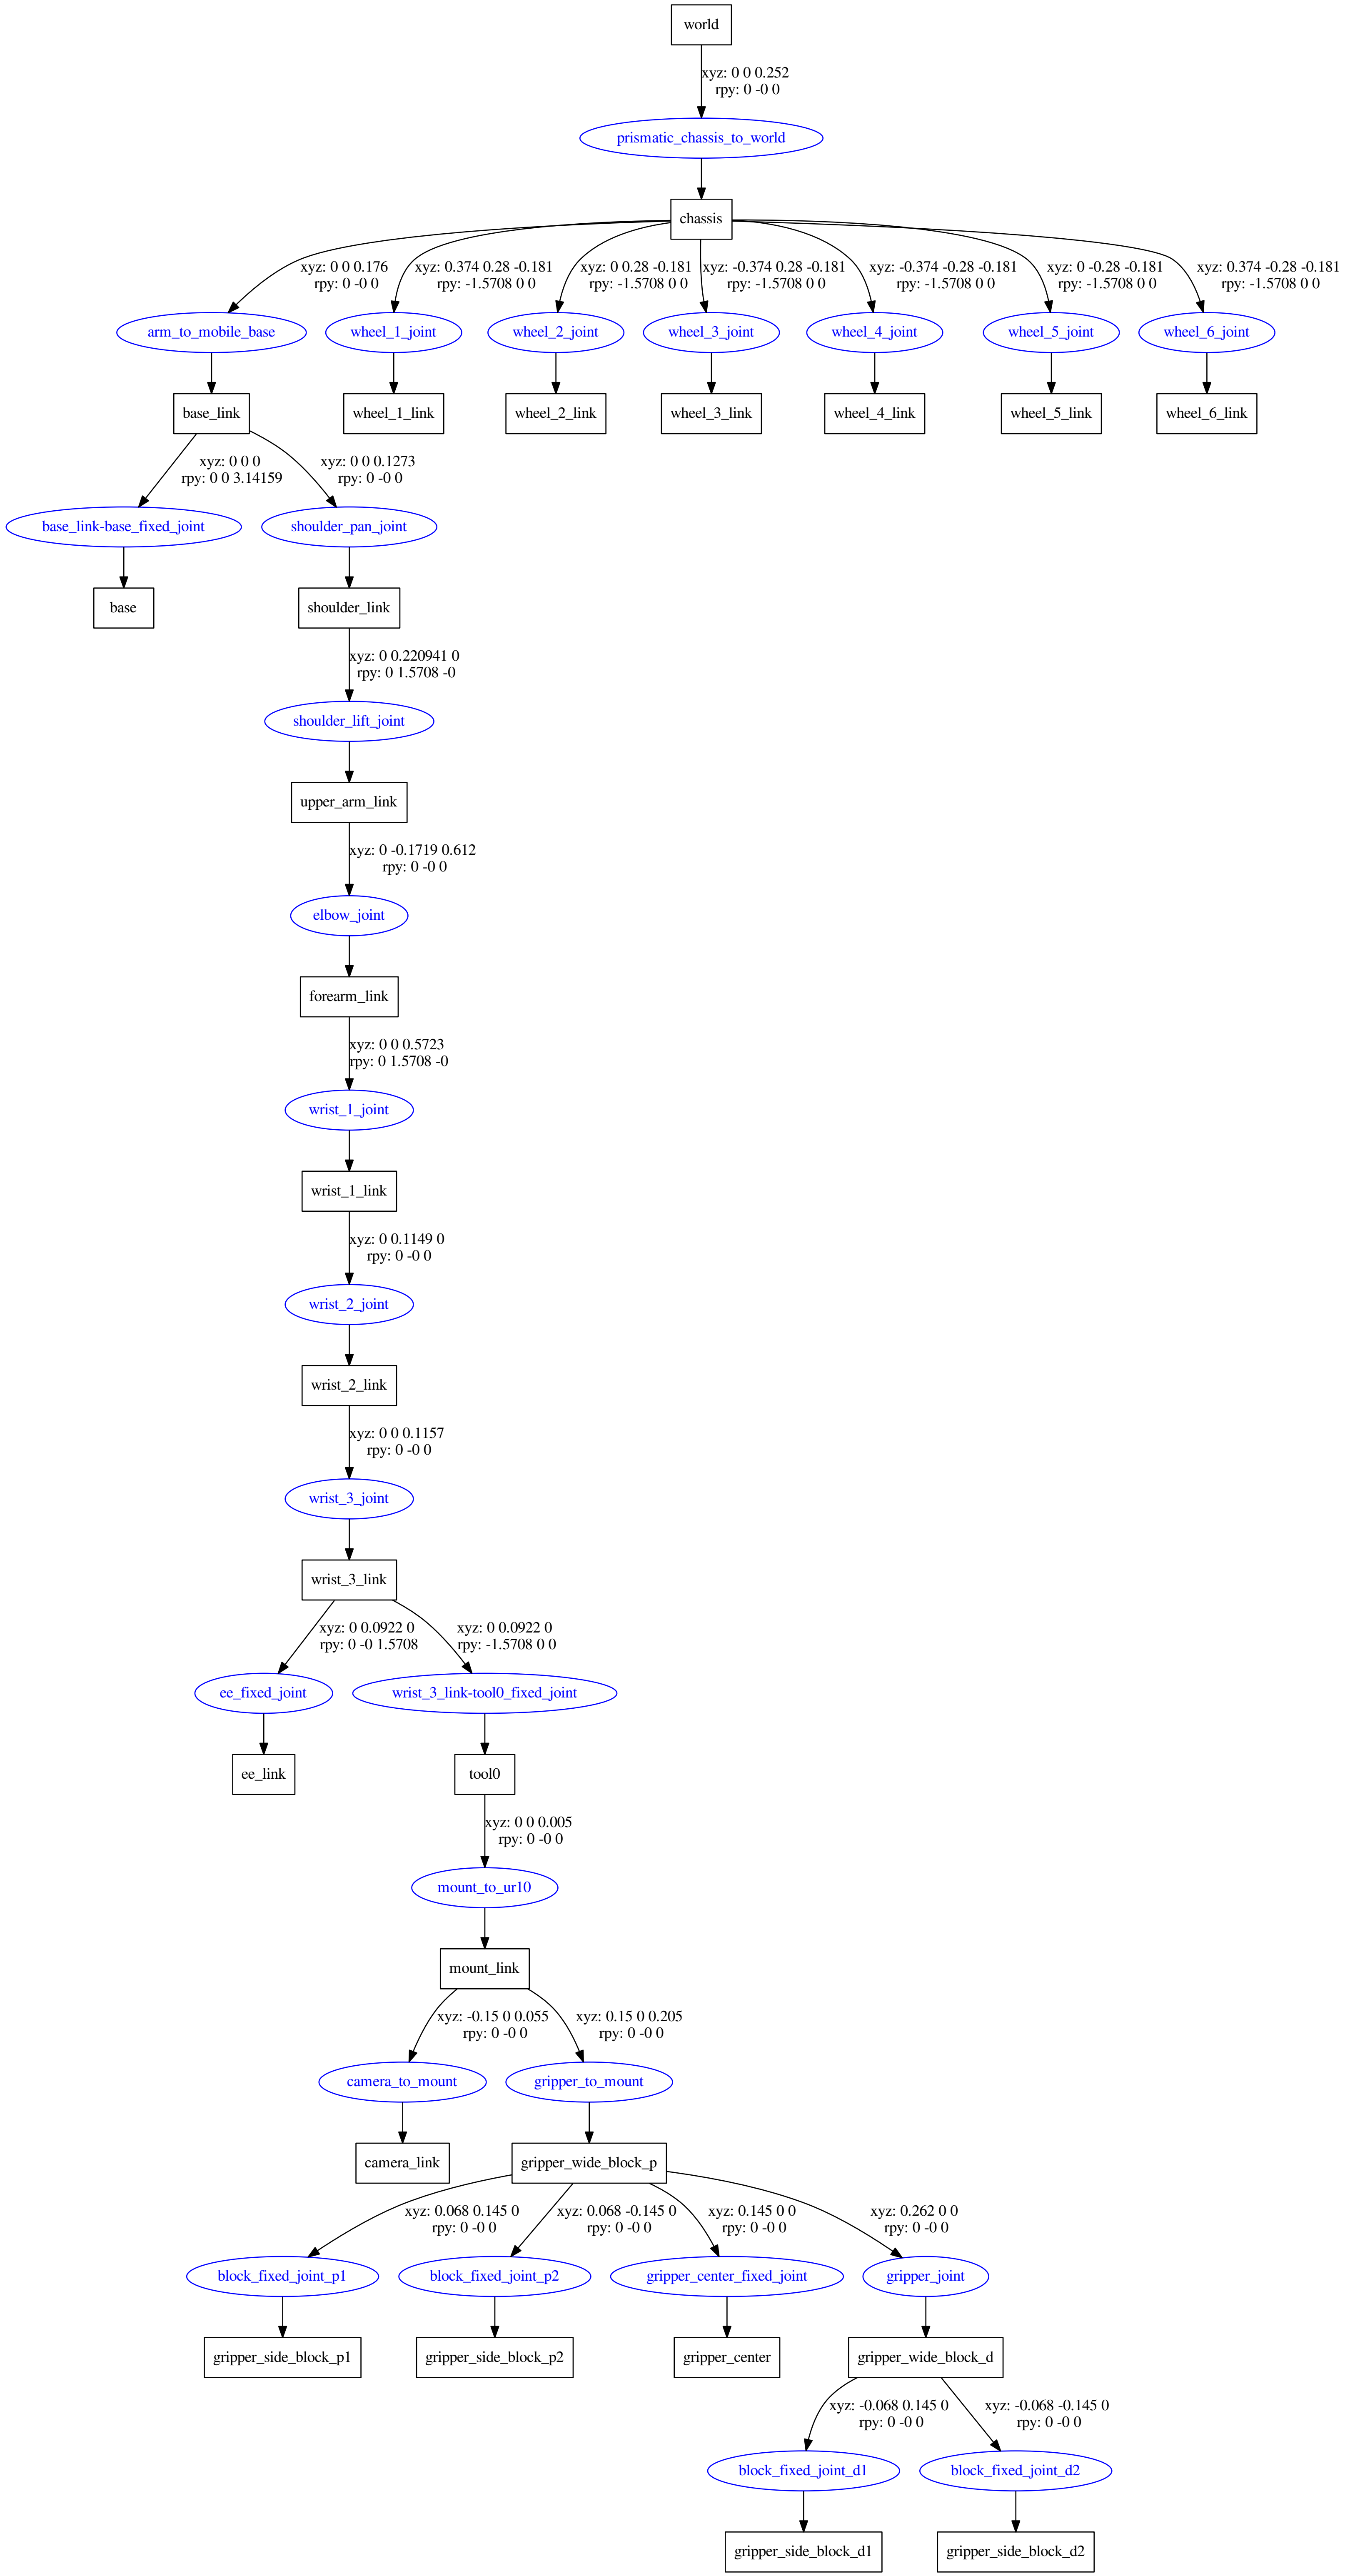 world
xyz: 0 0 0.252
rpy: 0 -0 0
prismatic_chassis_to_world
chassis
xyz: 0 0 0.176
rpy: 0 -0 0
xyz: 0.374 0.28 -0.181
rpy: -1.5708 0 0
xyz: 0 0.28 -0.181
rpy: -1.5708 0 0
xyz: -0.374 0.28 -0.181
rpy: -1.5708 0 0
xyz: -0.374 -0.28 -0.181
rpy: -1.5708 0 0
xyz: 0 -0.28 -0.181
rpy: -1.5708 0 0
xyz: 0.374 -0.28 -0.181
rpy: -1.5708 0 0
arm_to_mobile_base
wheel_1_joint
wheel_2_joint
wheel_3_joint
wheel_4_joint
wheel_5_joint
wheel_6_joint
base_link
wheel_1_link
wheel_2_link
wheel_3_link
wheel_4_link
wheel_5_link
wheel_6_link
xyz: 0 0 0
rpy: 0 0 3.14159
xyz: 0 0 0.1273
rpy: 0 -0 0
base_link-base_fixed_joint
shoulder_pan_joint
base
shoulder_link
xyz: 0 0.220941 0
rpy: 0 1.5708 -0
shoulder_lift_joint
upper_arm_link
xyz: 0 -0.1719 0.612
rpy: 0 -0 0
elbow_joint
forearm_link
xyz: 0 0 0.5723
rpy: 0 1.5708 -0
wrist_1_joint
wrist_1_link
xyz: 0 0.1149 0
rpy: 0 -0 0
wrist_2_joint
wrist_2_link
xyz: 0 0 0.1157
rpy: 0 -0 0
wrist_3_joint
wrist_3_link
xyz: 0 0.0922 0
rpy: 0 -0 1.5708
xyz: 0 0.0922 0
rpy: -1.5708 0 0
ee_fixed_joint
wrist_3_link-tool0_fixed_joint
ee_link
tool0
xyz: 0 0 0.005
rpy: 0 -0 0
mount_to_ur10
mount_link
xyz: -0.15 0 0.055
rpy: 0 -0 0
xyz: 0.15 0 0.205
rpy: 0 -0 0
camera_to_mount
gripper_to_mount
camera_link
gripper_wide_block_p
xyz: 0.068 0.145 0
rpy: 0 -0 0
xyz: 0.068 -0.145 0
rpy: 0 -0 0
xyz: 0.145 0 0
rpy: 0 -0 0
xyz: 0.262 0 0
rpy: 0 -0 0
block_fixed_joint_p1
block_fixed_joint_p2
gripper_center_fixed_joint
gripper_joint
gripper_side_block_p1
gripper_side_block_p2
gripper_center
gripper_wide_block_d
xyz: -0.068 0.145 0
rpy: 0 -0 0
xyz: -0.068 -0.145 0
rpy: 0 -0 0
block_fixed_joint_d1
block_fixed_joint_d2
gripper_side_block_d1
gripper_side_block_d2